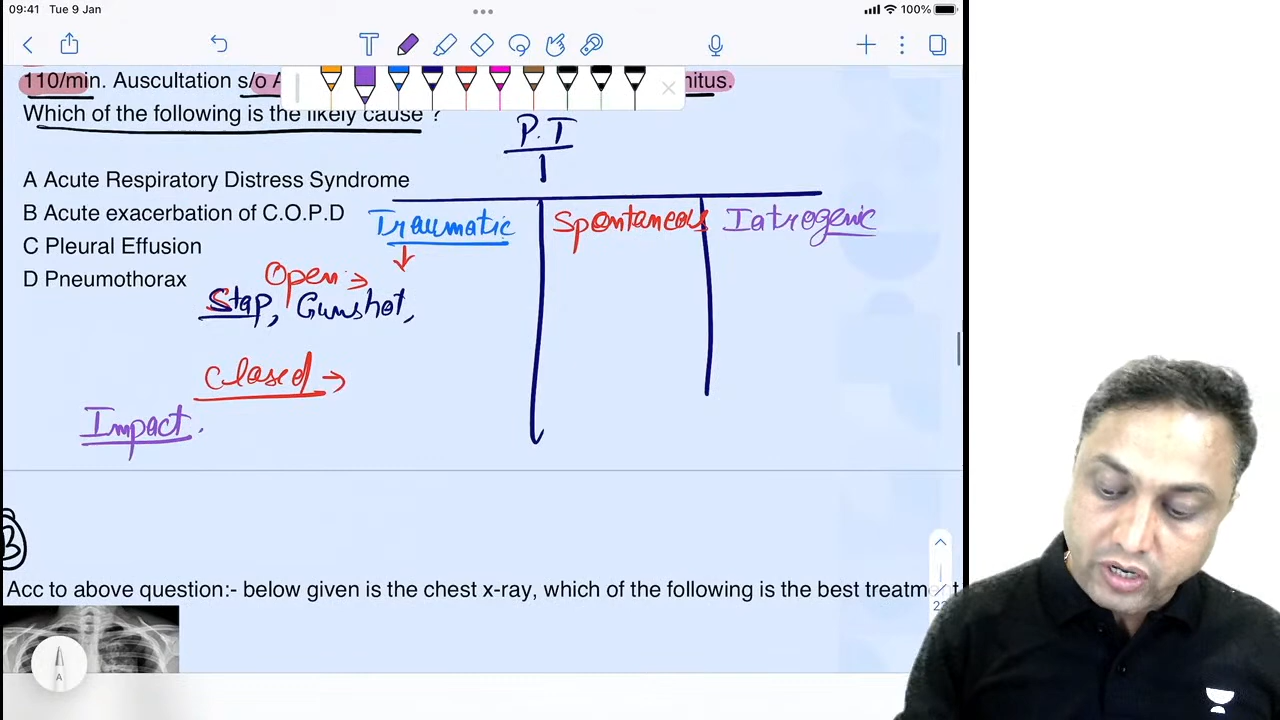 09:41 Tue 9 Jan
100%
T
110/min. Auscultation s/o A
nitus.
Which of the following is the likely cause ?
P.T
A Acute Respiratory Distress Syndrome
B Acute exacerbation of C.O.P.D
C Pleural Effusion
D Pneumothorax
Traumatic
Spontaneous
Iatrogenic
Open →
Stap, Gunshot,
Closed →
Impact.
B
Acc to above question:- below given is the chest x-ray, which of the following is the best treatment
A